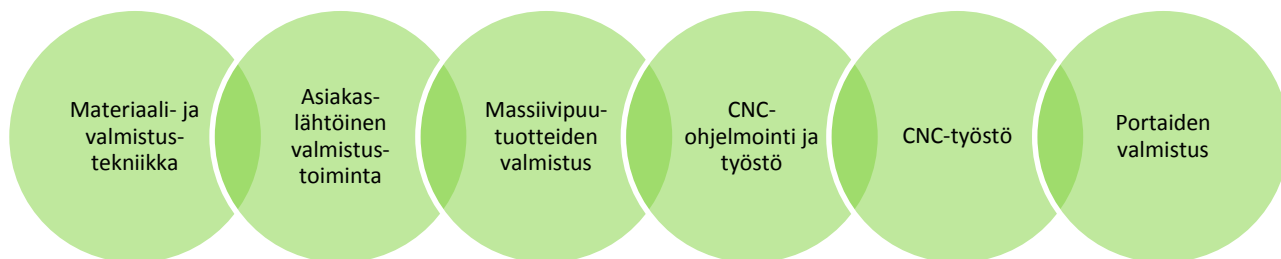 Materiaali- ja
valmistus-
tekniikka
Asiakas-
lähtöinen
valmistus-
toiminta
Massiivipuu-
tuotteiden
valmistus
CNC-
ohjelmointi ja
työstö
CNC-työstö
Portaiden
valmistus